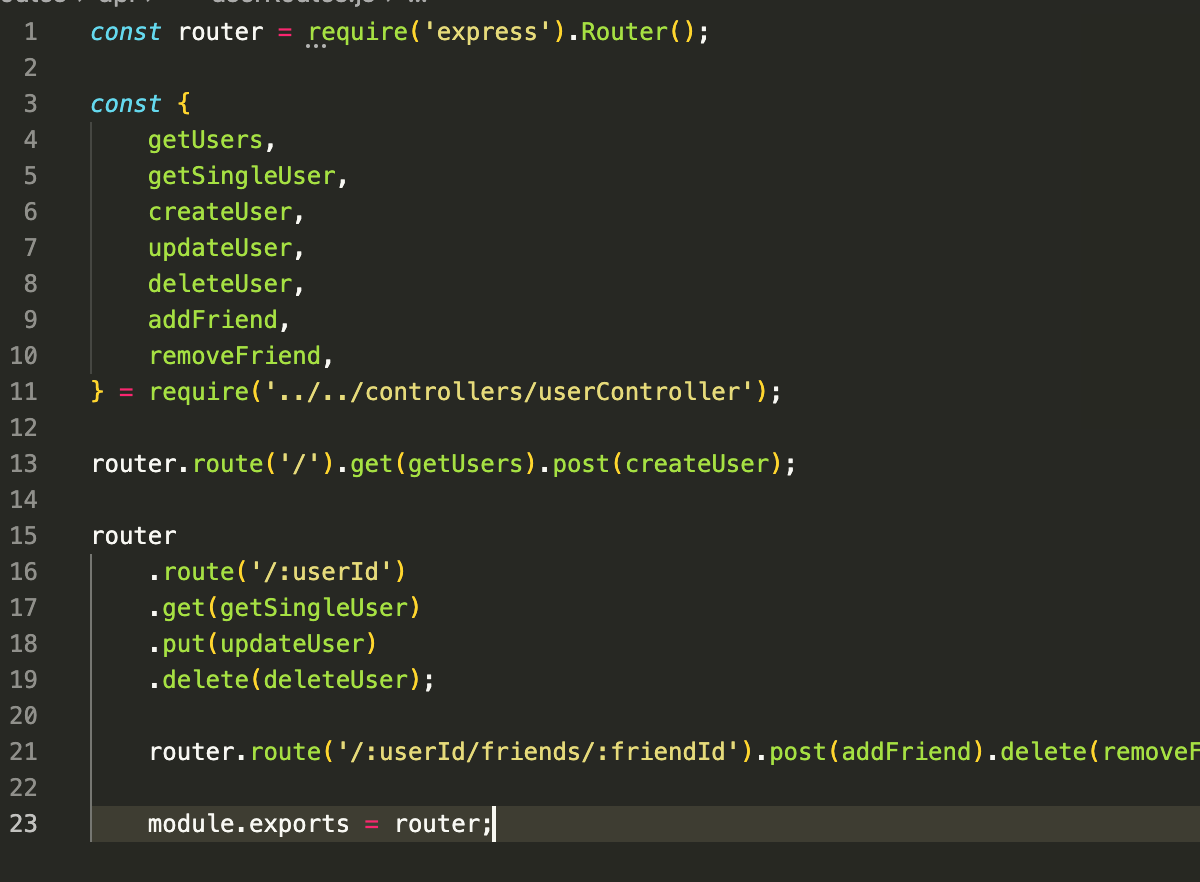 1 const router = require('express').Router();
2
3 const {
4 getUsers,
5 getSingleUser,
6 createUser,
7 updateUser,
8 deleteUser,
9 addFriend,
10 removeFriend,
11 } = require('../../controllers/userController');
12
13 router.route('/').get(getUsers).post(createUser);
14
15 router
16 .route('/:userId')
17 .get(getSingleUser)
18 .put(updateUser)
19 .delete(deleteUser);
20
21 router.route('/:userId/friends/:friendId').post(addFriend).delete(removeF
22
23 module.exports = router;